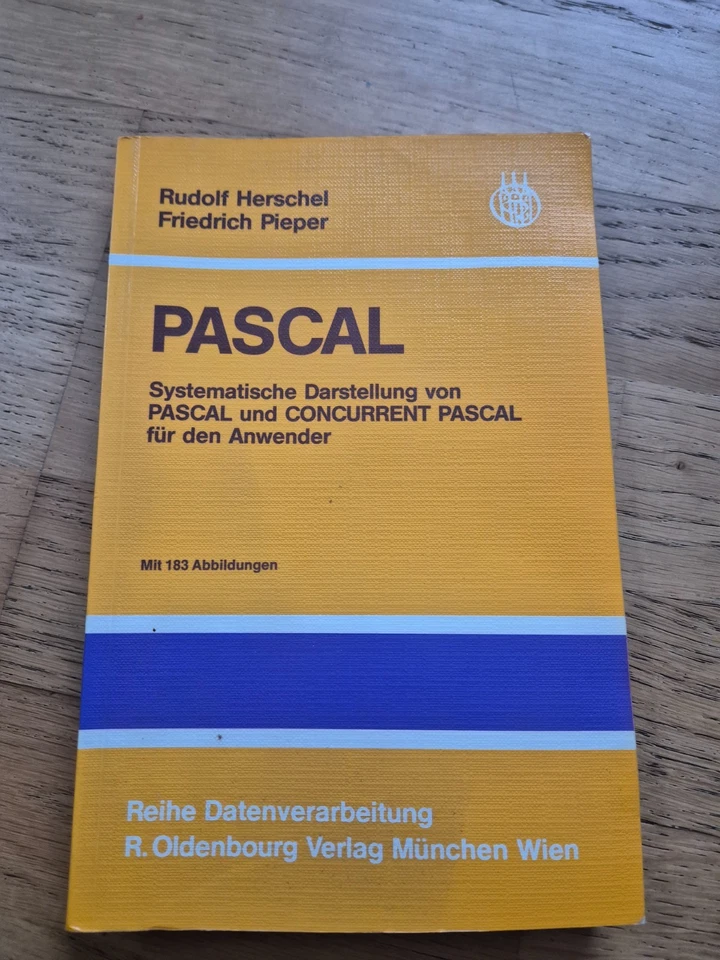 Rudolf Herschel
Friedrich Pieper
PASCAL
Systematische Darstellung von
PASCAL und CONCURRENT PASCAL
für den Anwender
Mit 183 Abbildungen
Reihe Datenverarbeitung
R. Oldenbourg Verlag München Wien